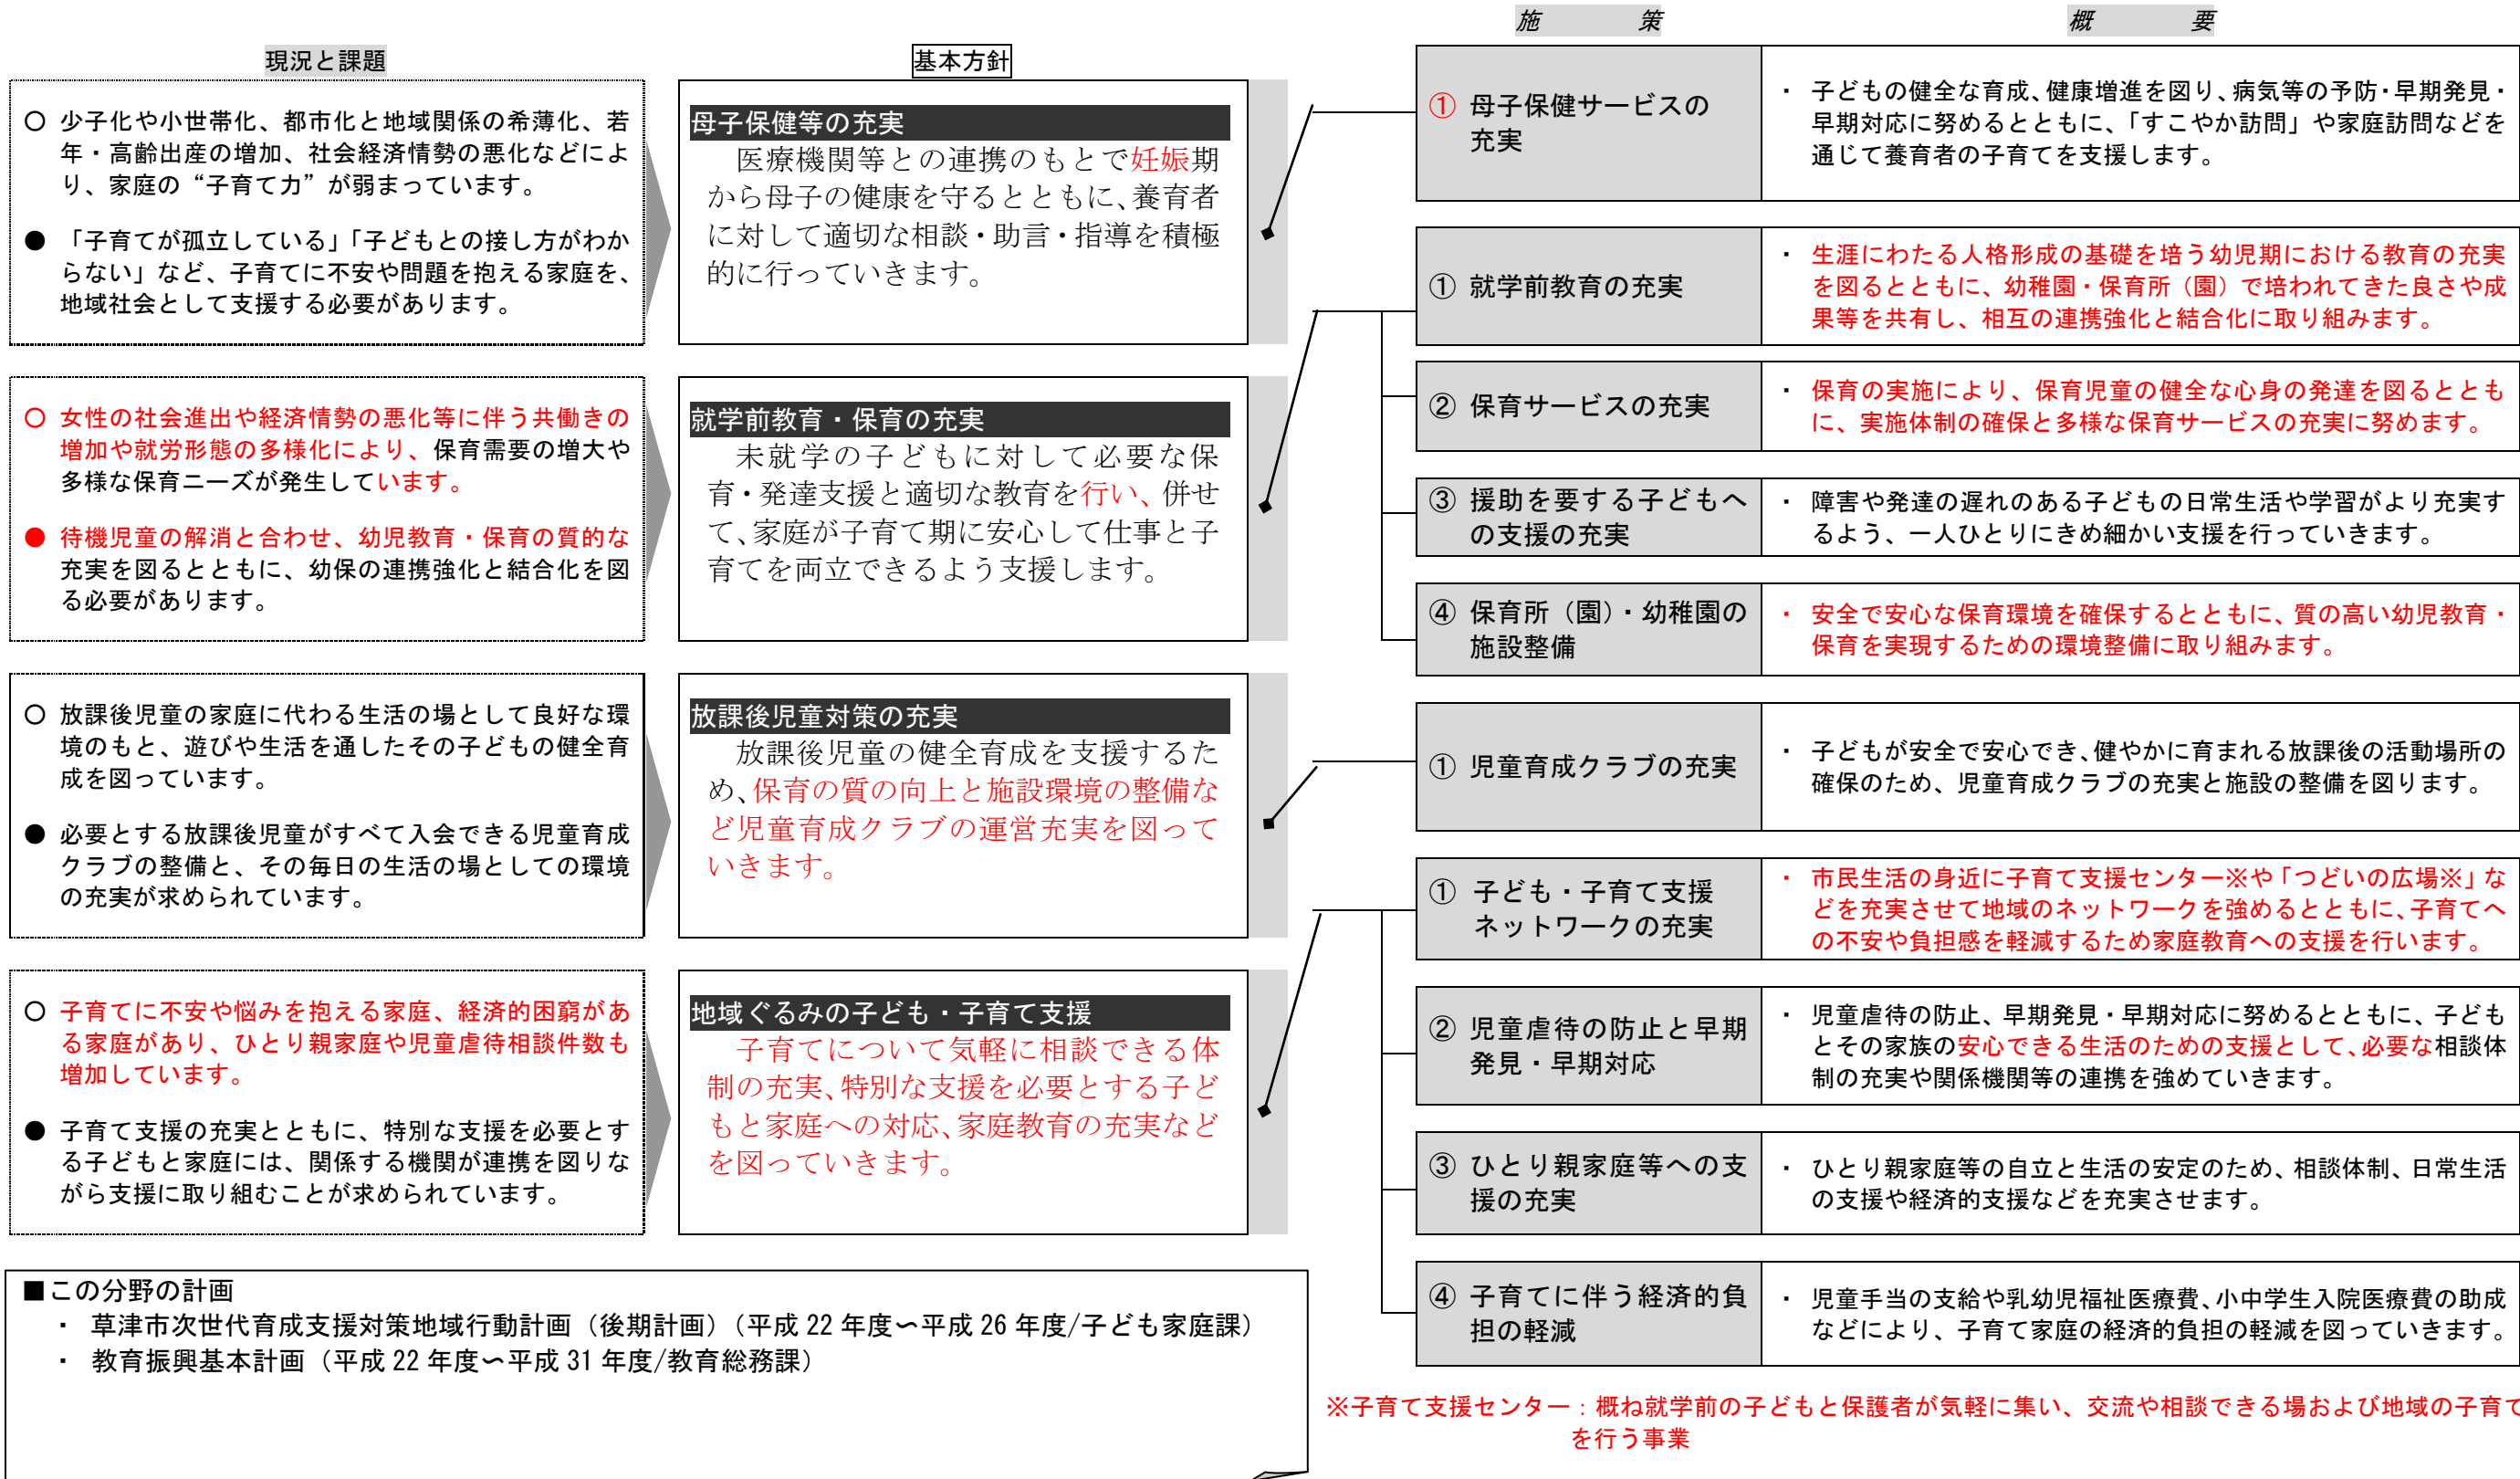 現況と課題
○ 少子化や小世帯化、都市化と地域関係の希薄化、若
年・高齢出産の増加、社会経済情勢の悪化などによ
り、家庭の“子育て力”が弱まっています。
● 「子育てが孤立している」「子どもとの接し方がわか
らない」など、子育てに不安や問題を抱える家庭を、
地域社会として支援する必要があります。
○ 女性の社会進出や経済情勢の悪化等に伴う共働きの
増加や就労形態の多様化により、保育需要の増大や
多様な保育ニーズが発生しています。
● 待機児童の解消と合わせ、幼児教育・保育の質的な
充実を図るとともに、幼保の連携強化と結合化を図
る必要があります。
○ 放課後児童の家庭に代わる生活の場として良好な環
境のもと、遊びや生活を通したその子どもの健全育
成を図っています。
● 必要とする放課後児童がすべて入会できる児童育成
クラブの整備と、その毎日の生活の場としての環境
の充実が求められています。
○ 子育てに不安や悩みを抱える家庭、経済的困窮があ
る家庭があり、ひとり親家庭や児童虐待相談件数も
増加しています。
● 子育て支援の充実とともに、特別な支援を必要とす
る子どもと家庭には、関係する機関が連携を図りな
がら支援に取り組むことが求められています。
基本方針
母子保健等の充実
医療機関等との連携のもとで妊娠期
から母子の健康を守るとともに、養育者
に対して適切な相談・助言・指導を積極
的に行っていきます。
就学前教育・保育の充実
未就学の子どもに対して必要な保
育・発達支援と適切な教育を行い、併せ
て、家庭が子育て期に安心して仕事と子
育てを両立できるよう支援します。
放課後児童対策の充実
放課後児童の健全育成を支援するた
め、保育の質の向上と施設環境の整備な
ど児童育成クラブの運営充実を図って
いきます。
地域ぐるみの子ども・子育て支援
子育てについて気軽に相談できる体
制の充実、特別な支援を必要とする子ど
もと家庭への対応、家庭教育の充実など
を図っていきます。
施 策
概 要
① 母子保健サービスの
充実
・ 子どもの健全な育成、健康増進を図り、病気等の予防・早期発見・
早期対応に努めるとともに、「すこやか訪問」や家庭訪問などを
通じて養育者の子育てを支援します。
① 就学前教育の充実
・ 生涯にわたる人格形成の基礎を培う幼児期における教育の充実
を図るとともに、幼稚園・保育所（園）で培われてきた良さや成
果等を共有し、相互の連携強化と結合化に取り組みます。
② 保育サービスの充実
・ 保育の実施により、保育児童の健全な心身の発達を図るととも
に、実施体制の確保と多様な保育サービスの充実に努めます。
③ 援助を要する子どもへ
の支援の充実
・ 障害や発達の遅れのある子どもの日常生活や学習がより充実す
るよう、一人ひとりにきめ細かい支援を行っていきます。
④ 保育所（園）・幼稚園の
施設整備
・ 安全で安心な保育環境を確保するとともに、質の高い幼児教育・
保育を実現するための環境整備に取り組みます。
① 児童育成クラブの充実
・ 子どもが安全で安心でき、健やかに育まれる放課後の活動場所の
確保のため、児童育成クラブの充実と施設の整備を図ります。
① 子ども・子育て支援
ネットワークの充実
・ 市民生活の身近に子育て支援センター※や「つどいの広場※」な
どを充実させて地域のネットワークを強めるとともに、子育てへ
の不安や負担感を軽減するため家庭教育への支援を行います。
② 児童虐待の防止と早期
発見・早期対応
・ 児童虐待の防止、早期発見・早期対応に努めるとともに、子ども
とその家族の安心できる生活のための支援として、必要な相談体
制の充実や関係機関等の連携を強めていきます。
③ ひとり親家庭等への支
援の充実
・ ひとり親家庭等の自立と生活の安定のため、相談体制、日常生活
の支援や経済的支援などを充実させます。
④ 子育てに伴う経済的負
担の軽減
・ 児童手当の支給や乳幼児福祉医療費、小中学生入院医療費の助成
などにより、子育て家庭の経済的負担の軽減を図っていきます。
■この分野の計画
・ 草津市次世代育成支援対策地域行動計画（後期計画）（平成 22 年度〜平成 26 年度/子ども家庭課）
・ 教育振興基本計画（平成 22 年度〜平成 31 年度/教育総務課）
※子育て支援センター：概ね就学前の子どもと保護者が気軽に集い、交流や相談できる場および地域の子育て
を行う事業